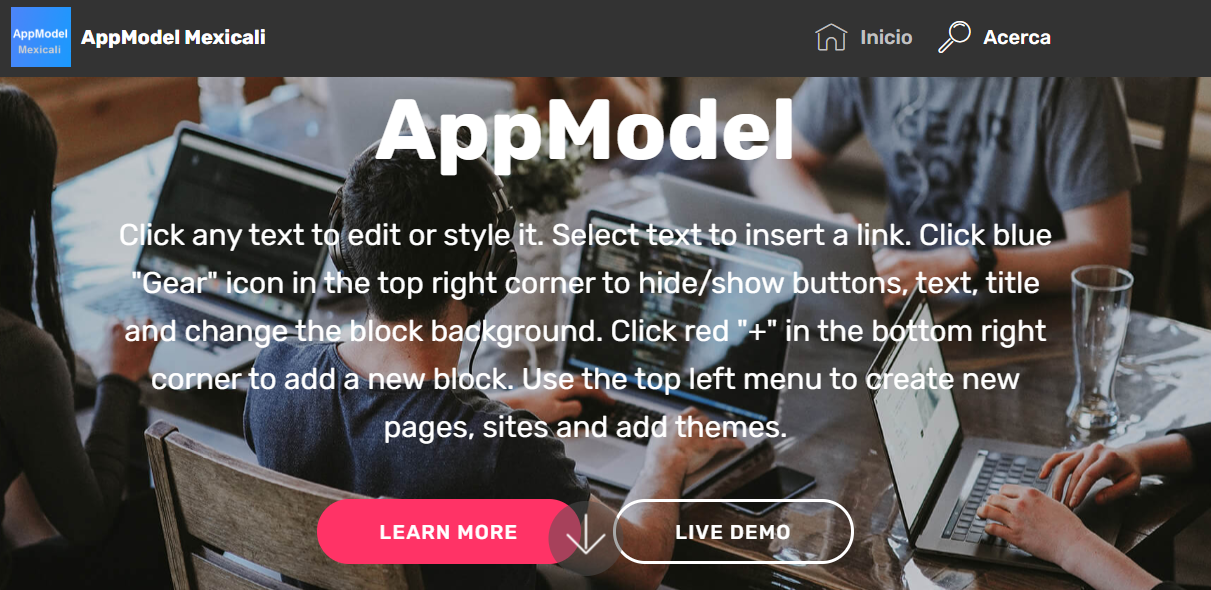 AppModel
Mexicali
AppModel Mexicali
Inicio
Acerca
AppModel
Click any text to edit or style it. Select text to insert a link. Click blue
"Gear" icon in the top right corner to hide/show buttons, text, title
and change the block background. Click red "+" in the bottom right
corner to add a new block. Use the top left menu to create new
pages, sites and add themes.
LEARN MORE
LIVE DEMO